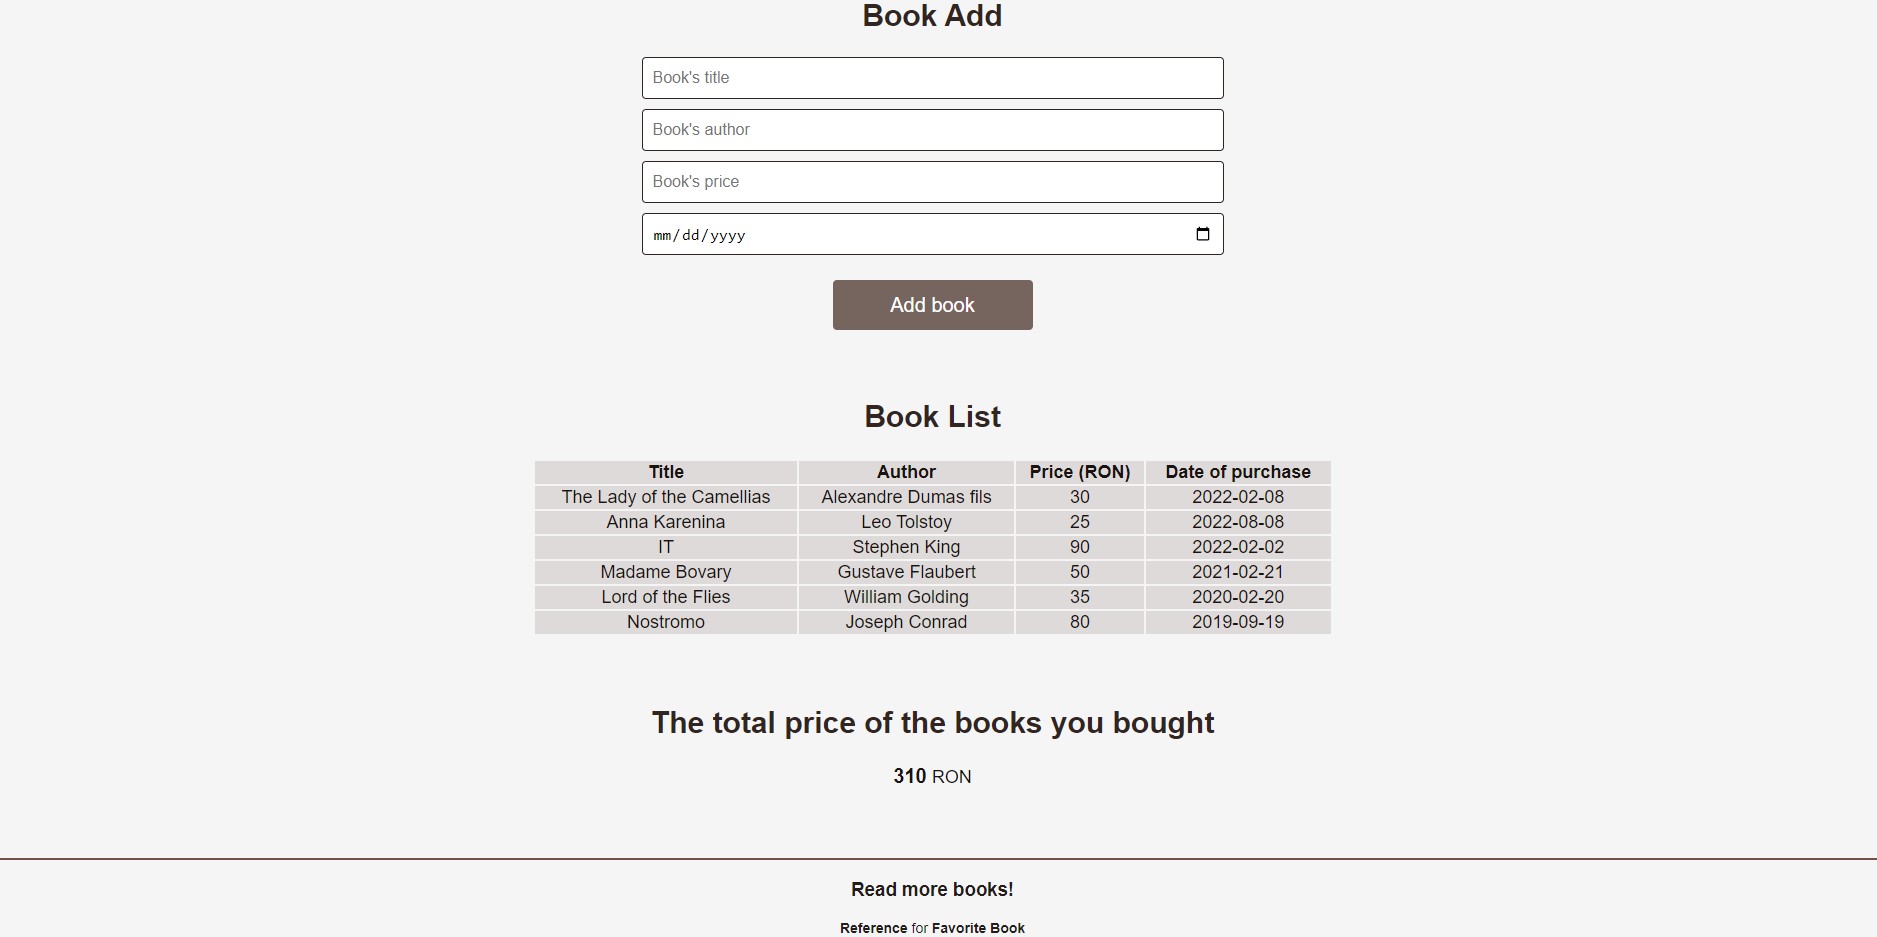 Book Add
Book's title
Book's author
Book's price
mm/dd/yyyy
Add book
Book List
Title Author Price (RON) Date of purchase
The Lady of the Camellias Alexandre Dumas fils 30 2022-02-08
Anna Karenina Leo Tolstoy 25 2022-08-08
IT Stephen King 90 2022-02-02
Madame Bovary Gustave Flaubert 50 2021-02-21
Lord of the Flies William Golding 35 2020-02-20
Nostromo Joseph Conrad 80 2019-09-19
The total price of the books you bought
310 RON
Read more books!
Reference for Favorite Book